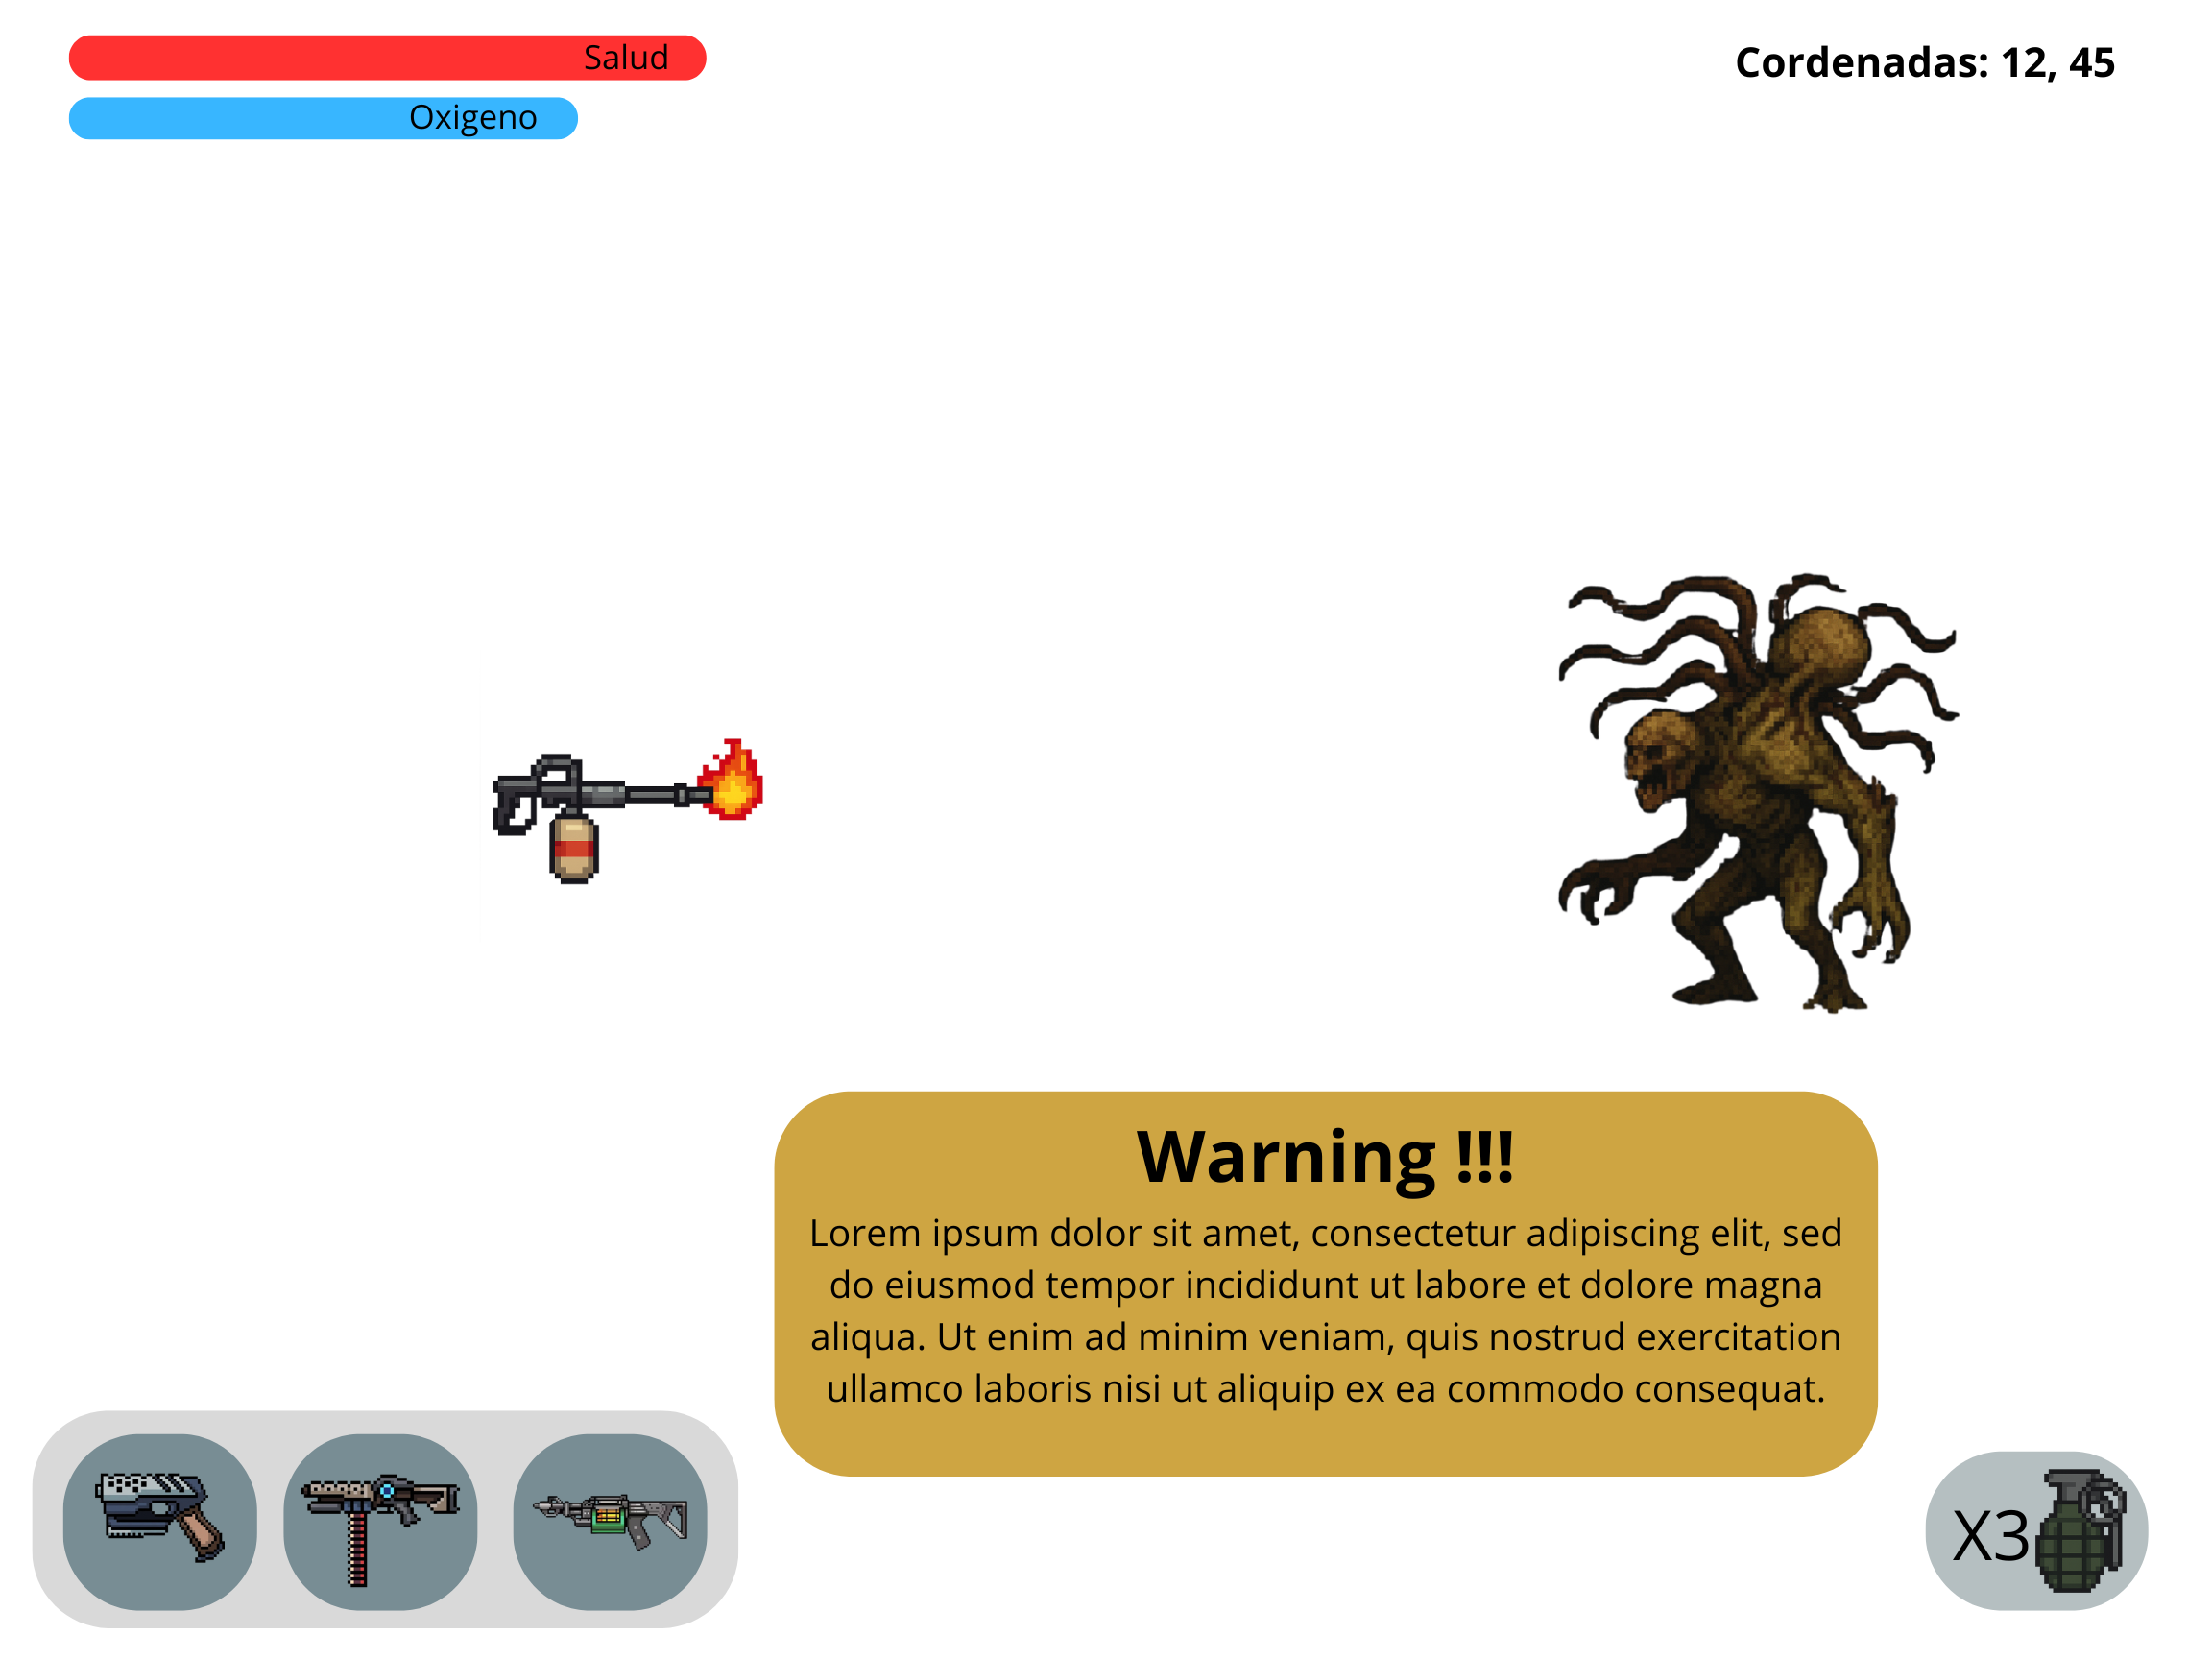 Salud
Cordenadas: 12, 45
Oxigeno
Warning !!!
Lorem ipsum dolor sit amet, consectetur adipiscing elit, sed
do eiusmod tempor incididunt ut labore et dolore magna
aliqua. Ut enim ad minim veniam, quis nostrud exercitation
ullamco laboris nisi ut aliquip ex ea commodo consequat.
X3